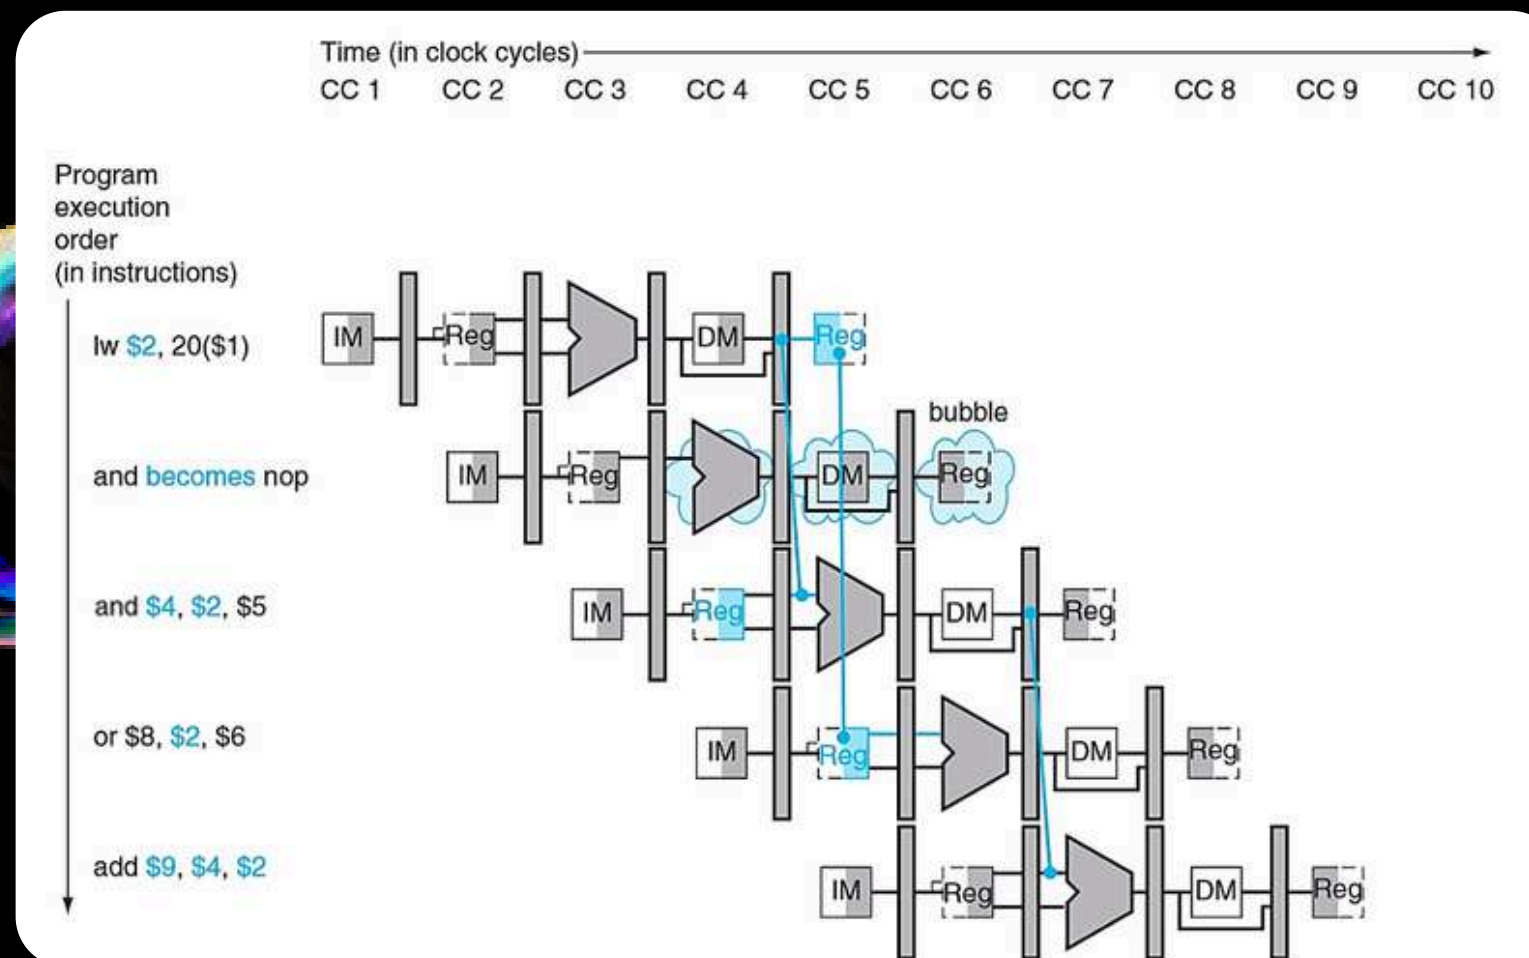 Time (in clock cycles)
CC 1 CC 2 CC 3 CC 4 CC 5 CC 6 CC 7 CC 8 CC 9 CC 10
Program
execution
order
(in instructions)
lw $2, 20($1)
IM Reg DM Reg
bubble
and becomes nop
IM Reg DM Reg
and $4, $2, $5
IM Reg DM Reg
or $8, $2, $6
IM Reg DM Reg
add $9, $4, $2
IM Reg DM Reg